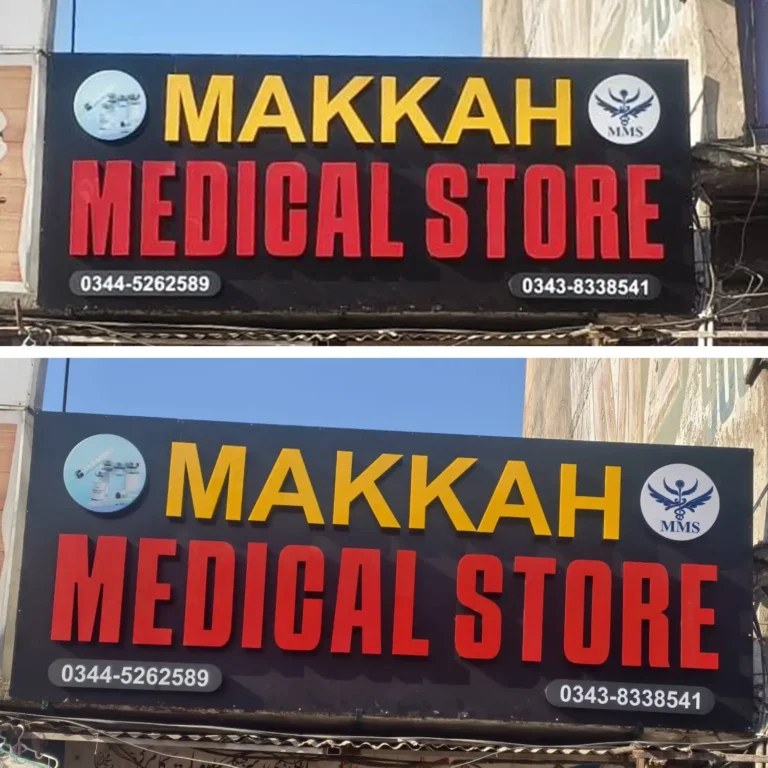 MAKKAH
MMS
MEDICAL STORE
0344-5262589
0343-8338541
MAKKAH
MMS
MEDICAL STORE
0344-5262589
0343-8338541